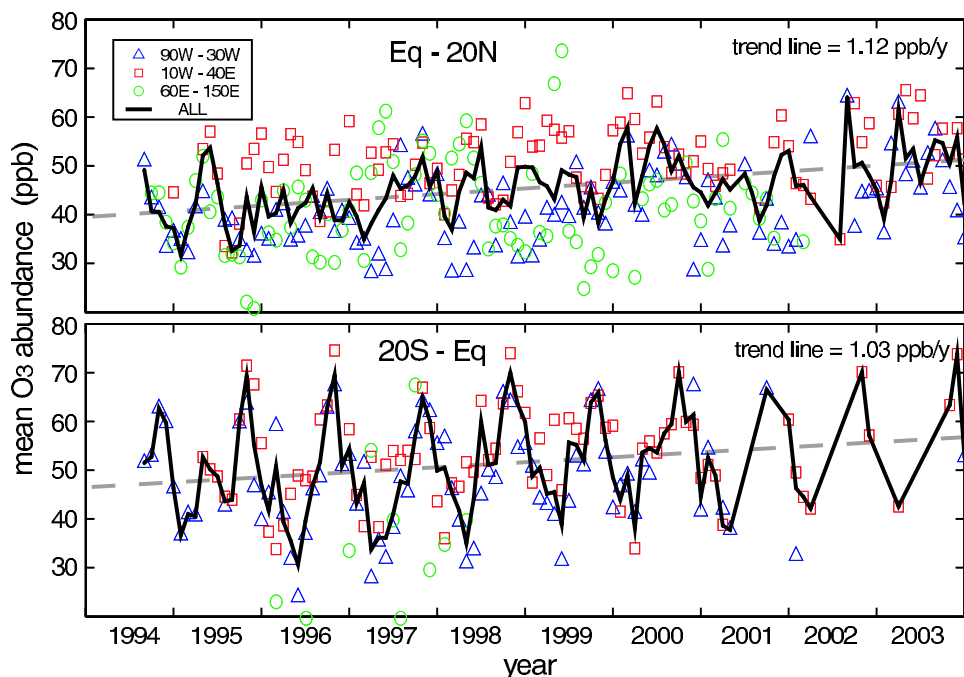 80
70
60
50
40
30
90W - 30W
10W - 40E
60E - 150E
ALL
Eq - 20N
trend line = 1.12 ppb/y
mean O3 abundance (ppb)
80
70
60
50
40
30
20S - Eq
trend line = 1.03 ppb/y
1994 1995 1996 1997 1998 1999 2000 2001 2002 2003
year